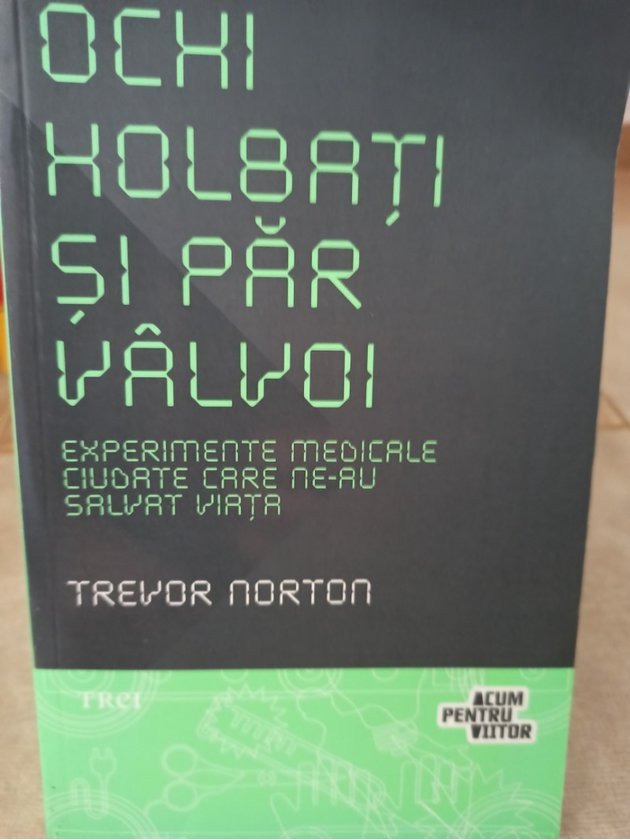 OCHI
HOLBAȚI
ȘI PĂR
VÂLVOI
EXPERIMENTE MEDICALE
CIUDATE CARE NE-AU
SALVAT VIAȚA
TREVOR NORTON
TREI
ACUM
PENTRU
VIITOR